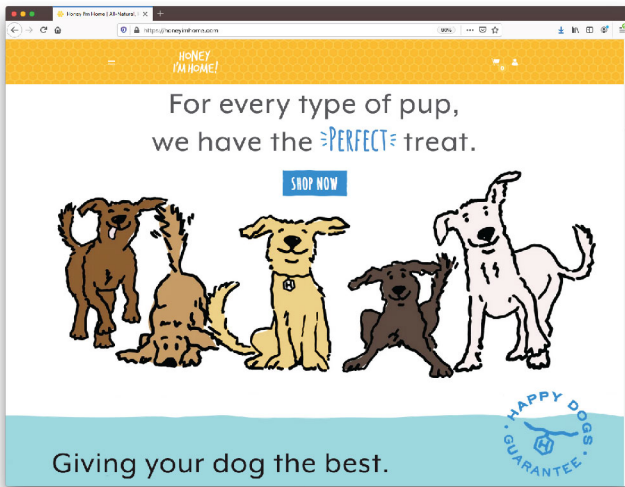 Honey I'm Home | All-Natural,
https://honeyimhome.com
90%
HONEY
I'M HOME!
0
For every type of pup,
we have the PERFECT treat.
SHOP NOW
H
HAPPY DOGS
GUARANTEE
H
Giving your dog the best.